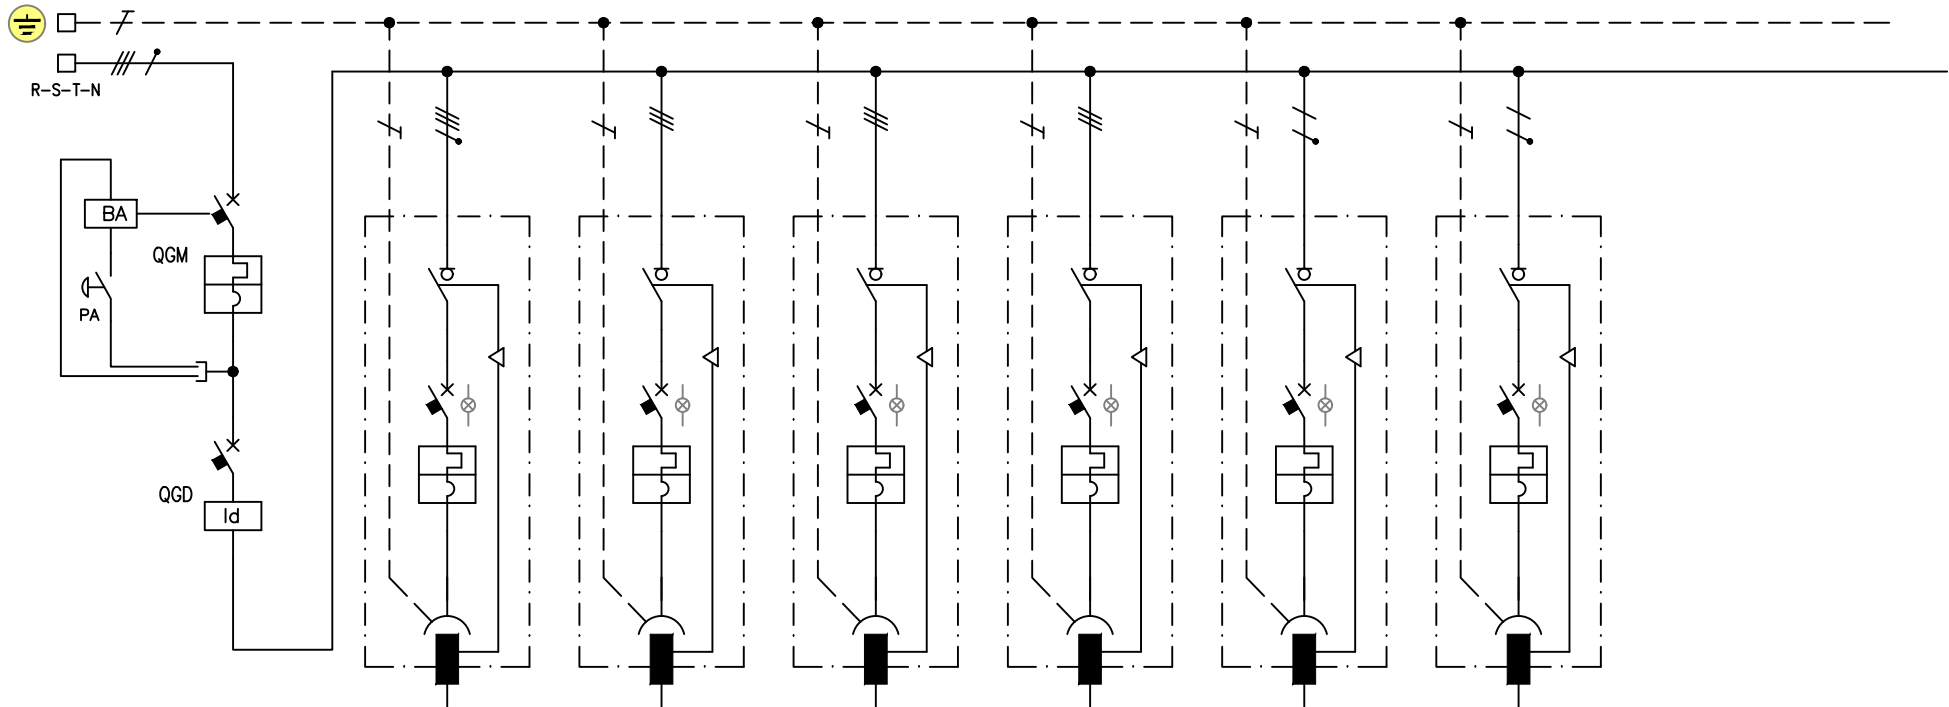 R-S-T-N
BA
QGM
PA
QGD
Id